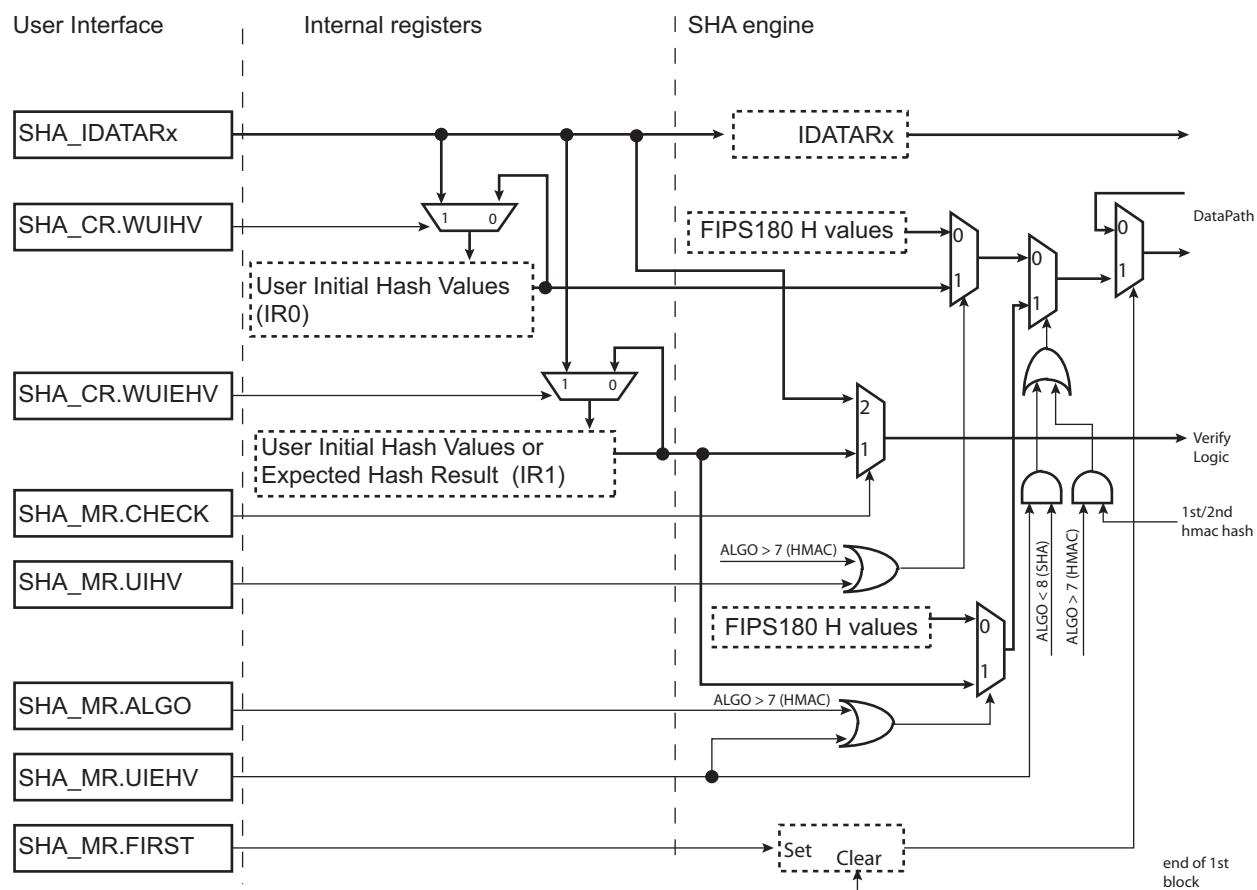 User Interface
Internal registers
SHA engine
SHA_IDATARx
IDATARx
SHA_CR.WUIHV
1
0
FIPS180 H values
0
1
0
1
0
1
DataPath
User Initial Hash Values
(IR0)
SHA_CR.WUIEHV
1
0
2
1
User Initial Hash Values or
Expected Hash Result (IR1)
Verify
Logic
SHA_MR.CHECK
1st/2nd
hmac hash
SHA_MR.UIHV
ALGO > 7 (HMAC)
ALGO < 8 (SHA)
ALGO > 7 (HMAC)
FIPS180 H values
0
1
SHA_MR.ALGO
ALGO > 7 (HMAC)
SHA_MR.UIEHV
SHA_MR.FIRST
Set
Clear
end of 1st
block